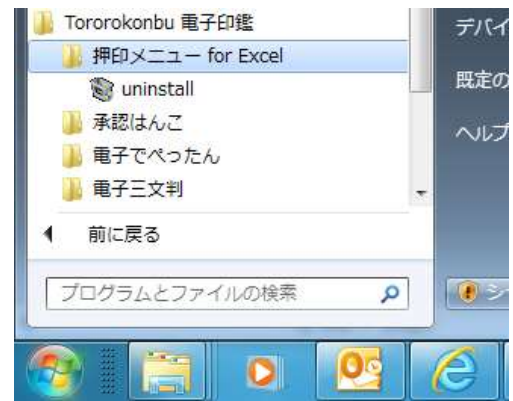 Tororokonbu 電子印鑑
押印メニュー for Excel
uninstall
承認はんこ
電子でぺったん
電子三文判
前に戻る
プログラムとファイルの検索
デバイ
既定の
ヘルプ
シ